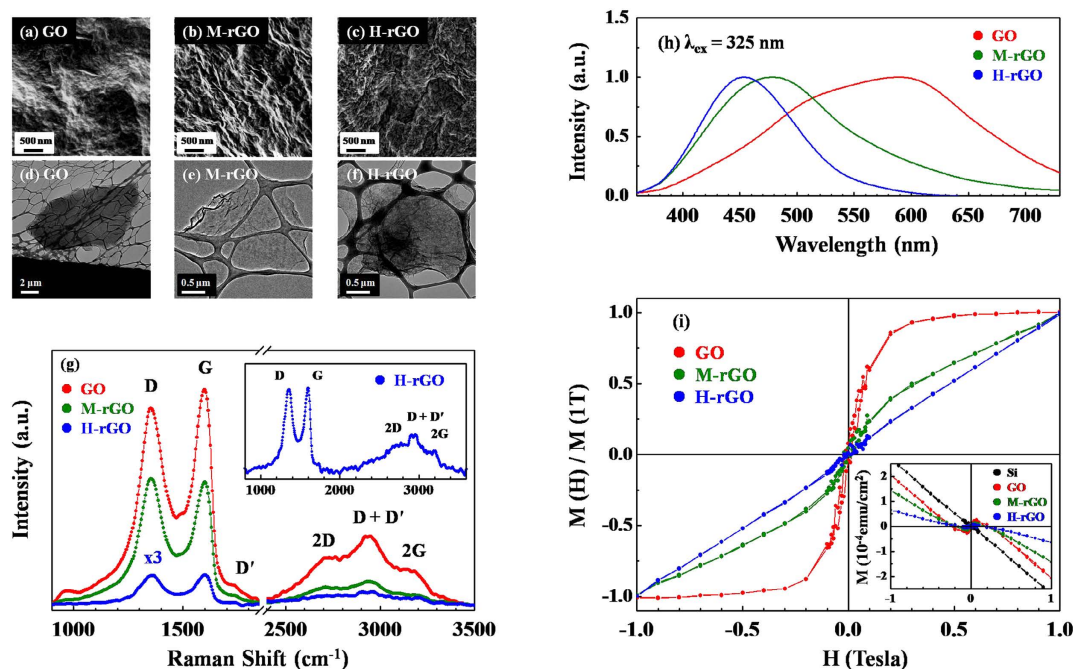 (a) GO
500 nm
(b) M-rGO
500 nm
(c) H-rGO
500 nm
(d) GO
2 μm
(e) M-rGO
0.5 μm
(f) H-rGO
0.5 μm
(g)
GO
M-rGO
H-rGO
D
G
x3
D'
2D
D + D'
2G
Intensity (a.u.)
1000
1500
2500
3000
3500
Raman Shift (cm-1)
H-rGO
D
G
2D
D + D'
2G
1000
2000
3000
(h) λex = 325 nm
GO
M-rGO
H-rGO
Intensity (a.u.)
1.5
1.0
0.5
0.0
400
450
500
550
600
650
700
Wavelength (nm)
(i)
GO
M-rGO
H-rGO
M (H) / M (1T)
1.0
0.5
0.0
-0.5
-1.0
-1.0
-0.5
0.0
0.5
1.0
H (Tesla)
Si
GO
M-rGO
H-rGO
M (10-4emu/cm2)
2
1
0
-1
-2
-1
0
1